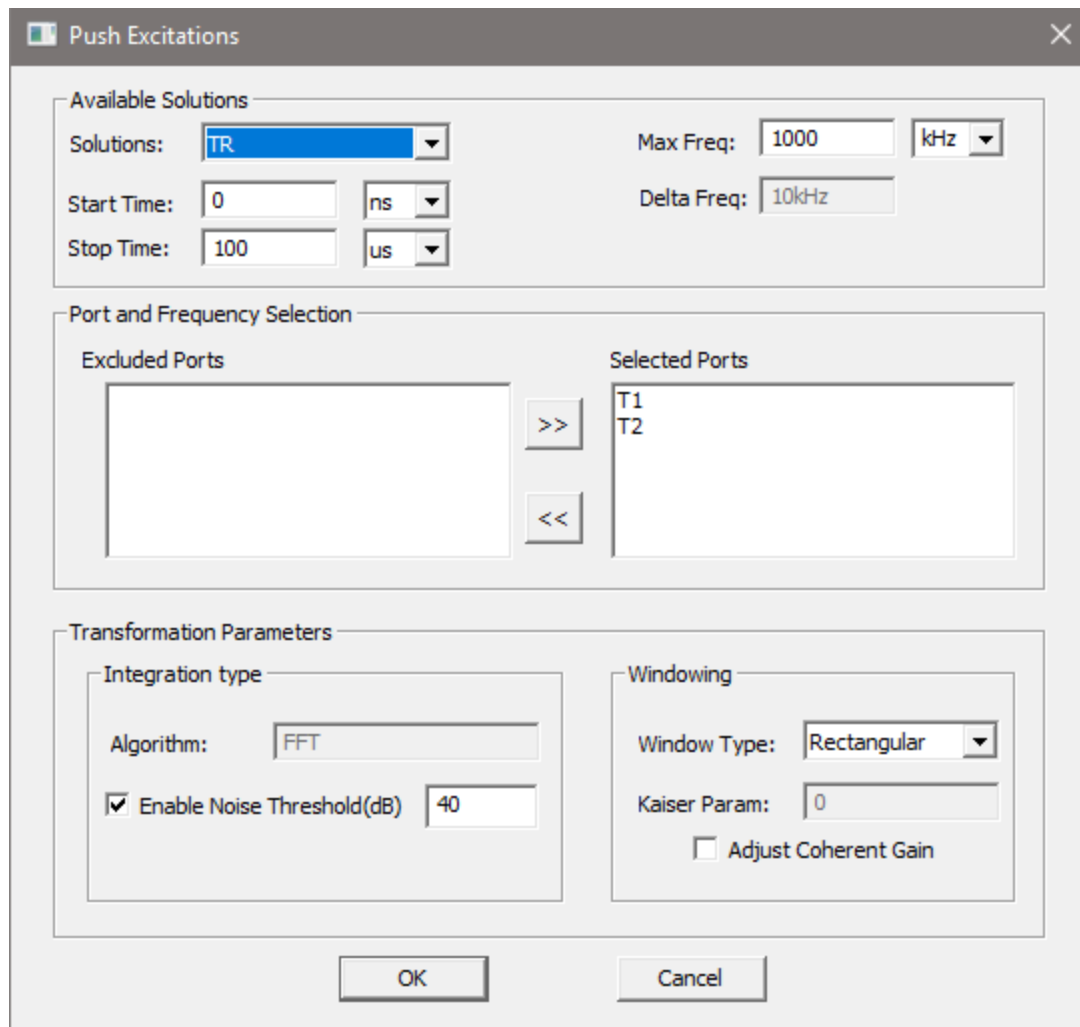 Push Excitations
Available Solutions
Solutions: TR
Max Freq: 1000 kHz
Start Time: 0 ns
Delta Freq: 10kHz
Stop Time: 100 us
Port and Frequency Selection
Excluded Ports
Selected Ports
>>
<<
T1
T2
Transformation Parameters
Integration type
Algorithm: FFT
Enable Noise Threshold(dB) 40
Windowing
Window Type: Rectangular
Kaiser Param: 0
Adjust Coherent Gain
OK
Cancel